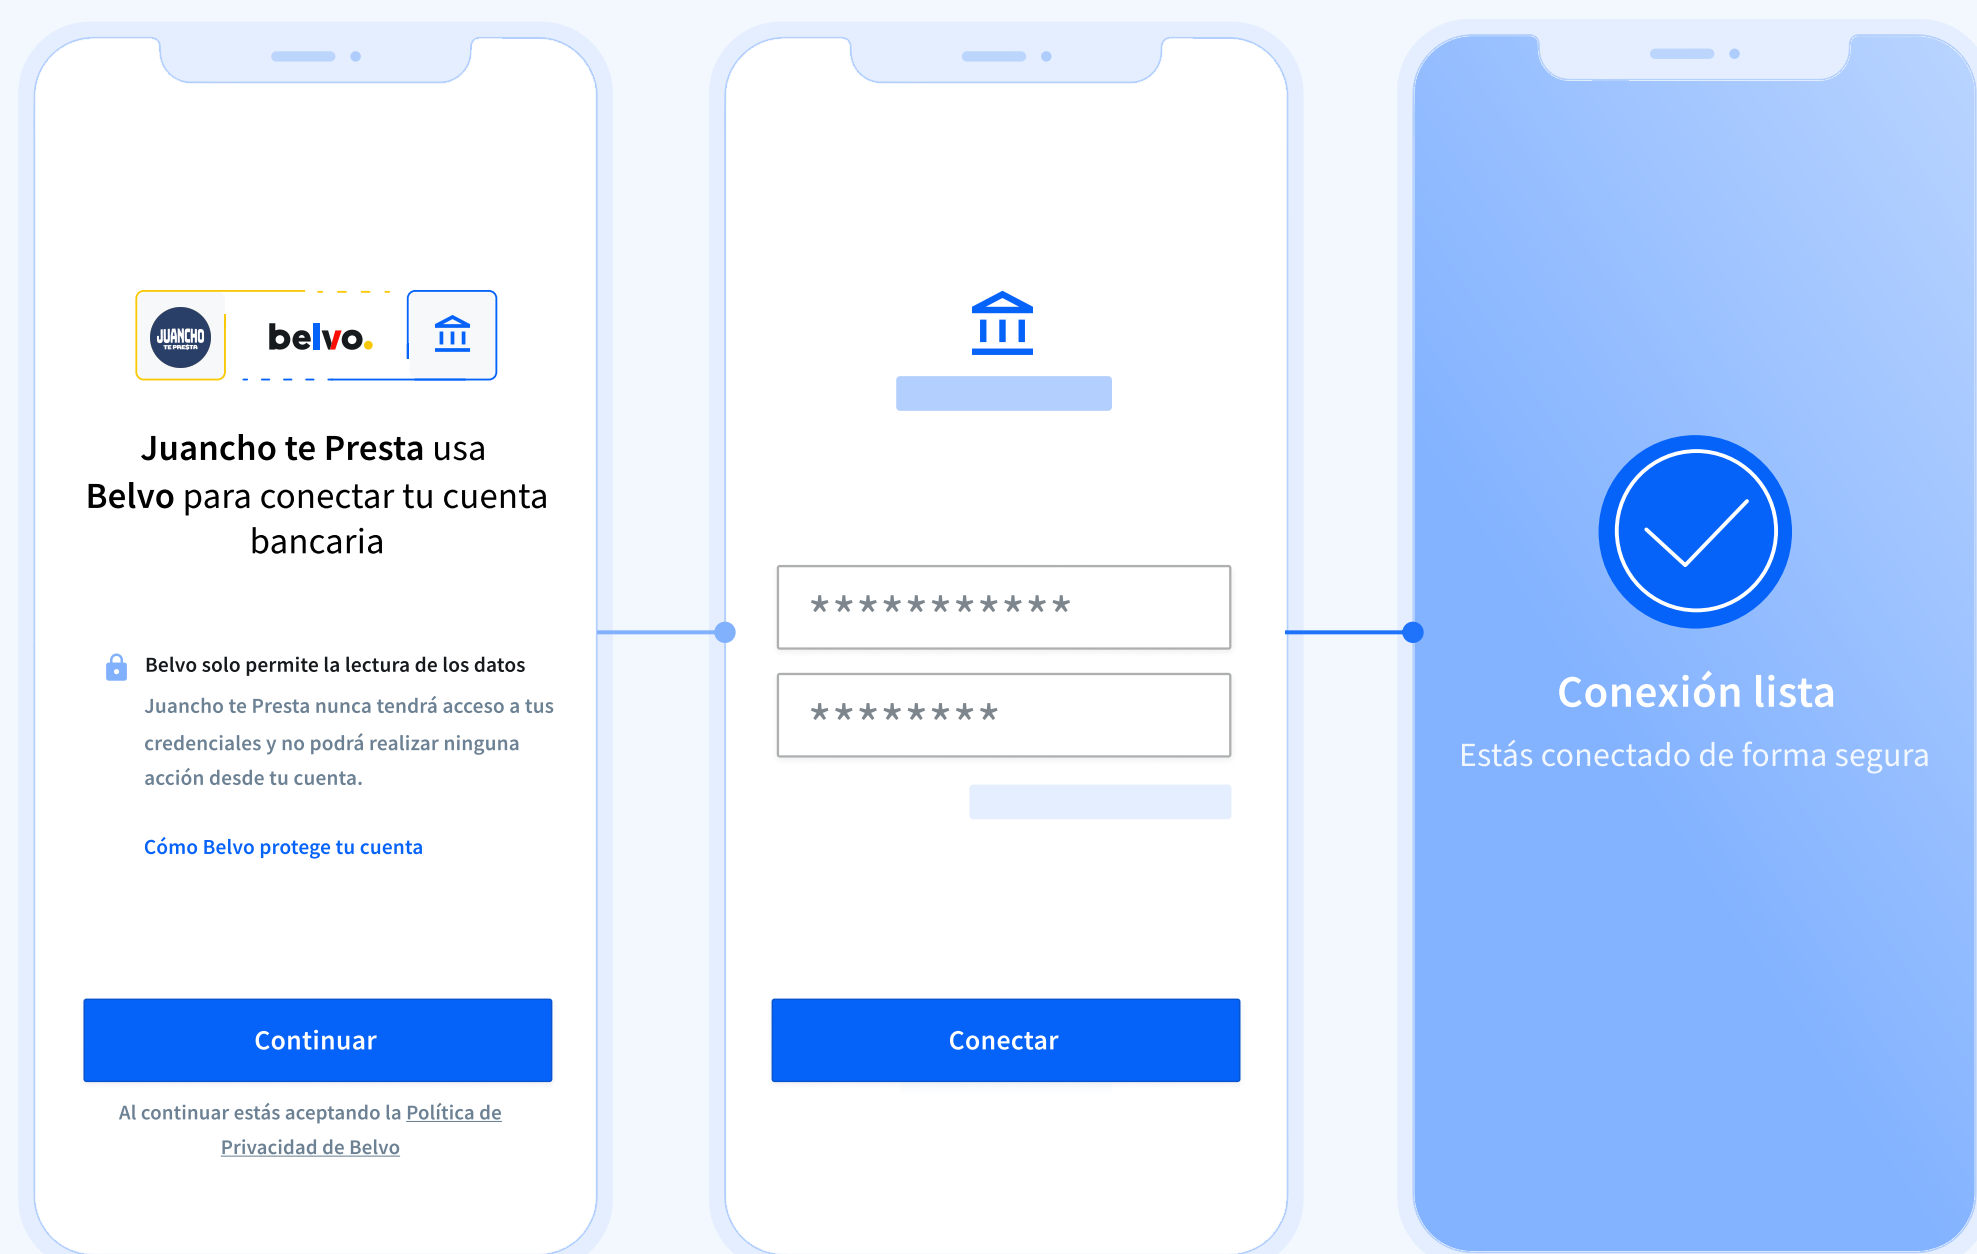 JUANCHO
TE PRESTA
belvo.
Juancho te Presta usa
Belvo para conectar tu cuenta
bancaria
Belvo solo permite la lectura de los datos
Juancho te Presta nunca tendrá acceso a tus
credenciales y no podrá realizar ninguna
acción desde tu cuenta.
Cómo Belvo protege tu cuenta
Continuar
Al continuar estás aceptando la Política de
Privacidad de Belvo
***********
********
Conectar
Conexión lista
Estás conectado de forma segura